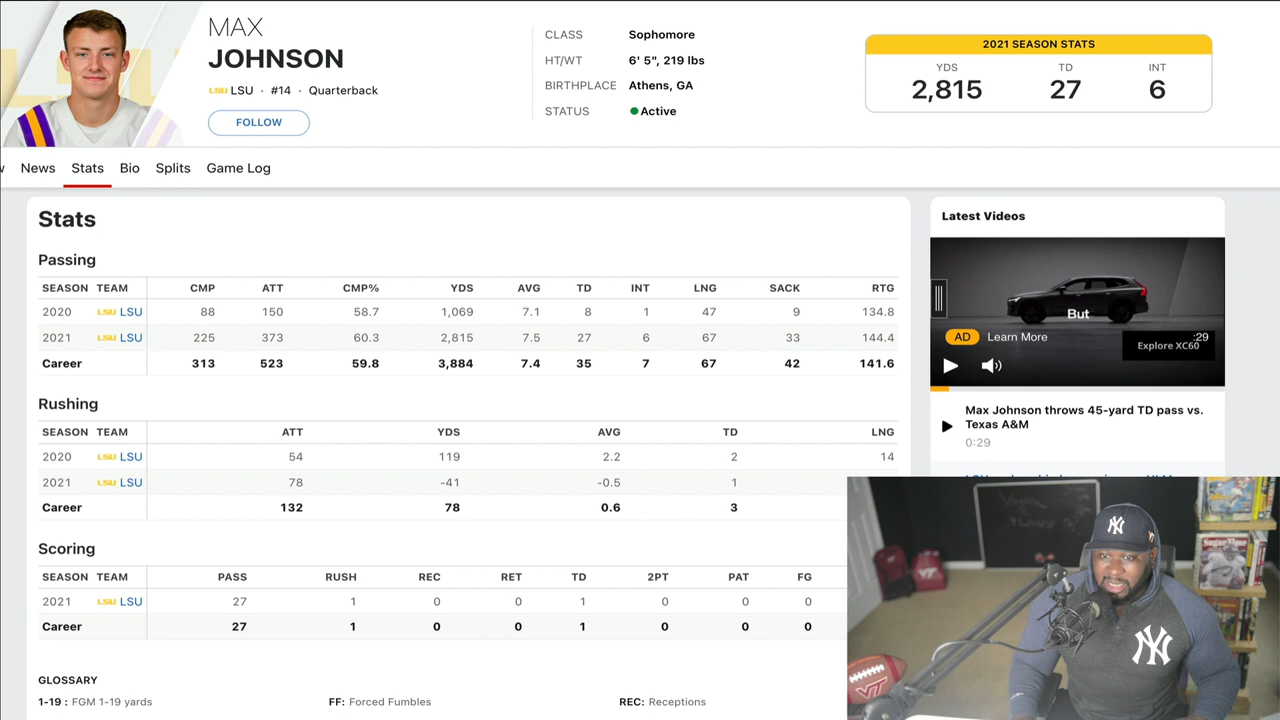 MAX
JOHNSON
LSU LSU · #14 · Quarterback
FOLLOW
CLASS Sophomore
HT/WT 6' 5", 219 lbs
BIRTHPLACE Athens, GA
STATUS Active
2021 SEASON STATS
YDS TD INT
2,815 27 6
News Stats Bio Splits Game Log
Stats
Passing
SEASON TEAM CMP ATT CMP% YDS AVG TD INT LNG SACK RTG
2020 LSU LSU 88 150 58.7 1,069 7.1 8 1 47 9 134.8
2021 LSU LSU 225 373 60.3 2,815 7.5 27 6 67 33 144.4
Career 313 523 59.8 3,884 7.4 35 7 67 42 141.6
Rushing
SEASON TEAM ATT YDS AVG TD LNG
2020 LSU LSU 54 119 2.2 2 14
2021 LSU LSU 78 -41 -0.5 1
Career 132 78 0.6 3
Scoring
SEASON TEAM PASS RUSH REC RET TD 2PT PAT FG
2021 LSU LSU 27 1 0 0 1 0 0 0
Career 27 1 0 0 1 0 0 0
GLOSSARY
1-19 : FGM 1-19 yards FF: Forced Fumbles REC: Receptions
Latest Videos
But
AD Learn More :29
Explore XC60
Max Johnson throws 45-yard TD pass vs.
Texas A&M
0:29
NY
NY
VT